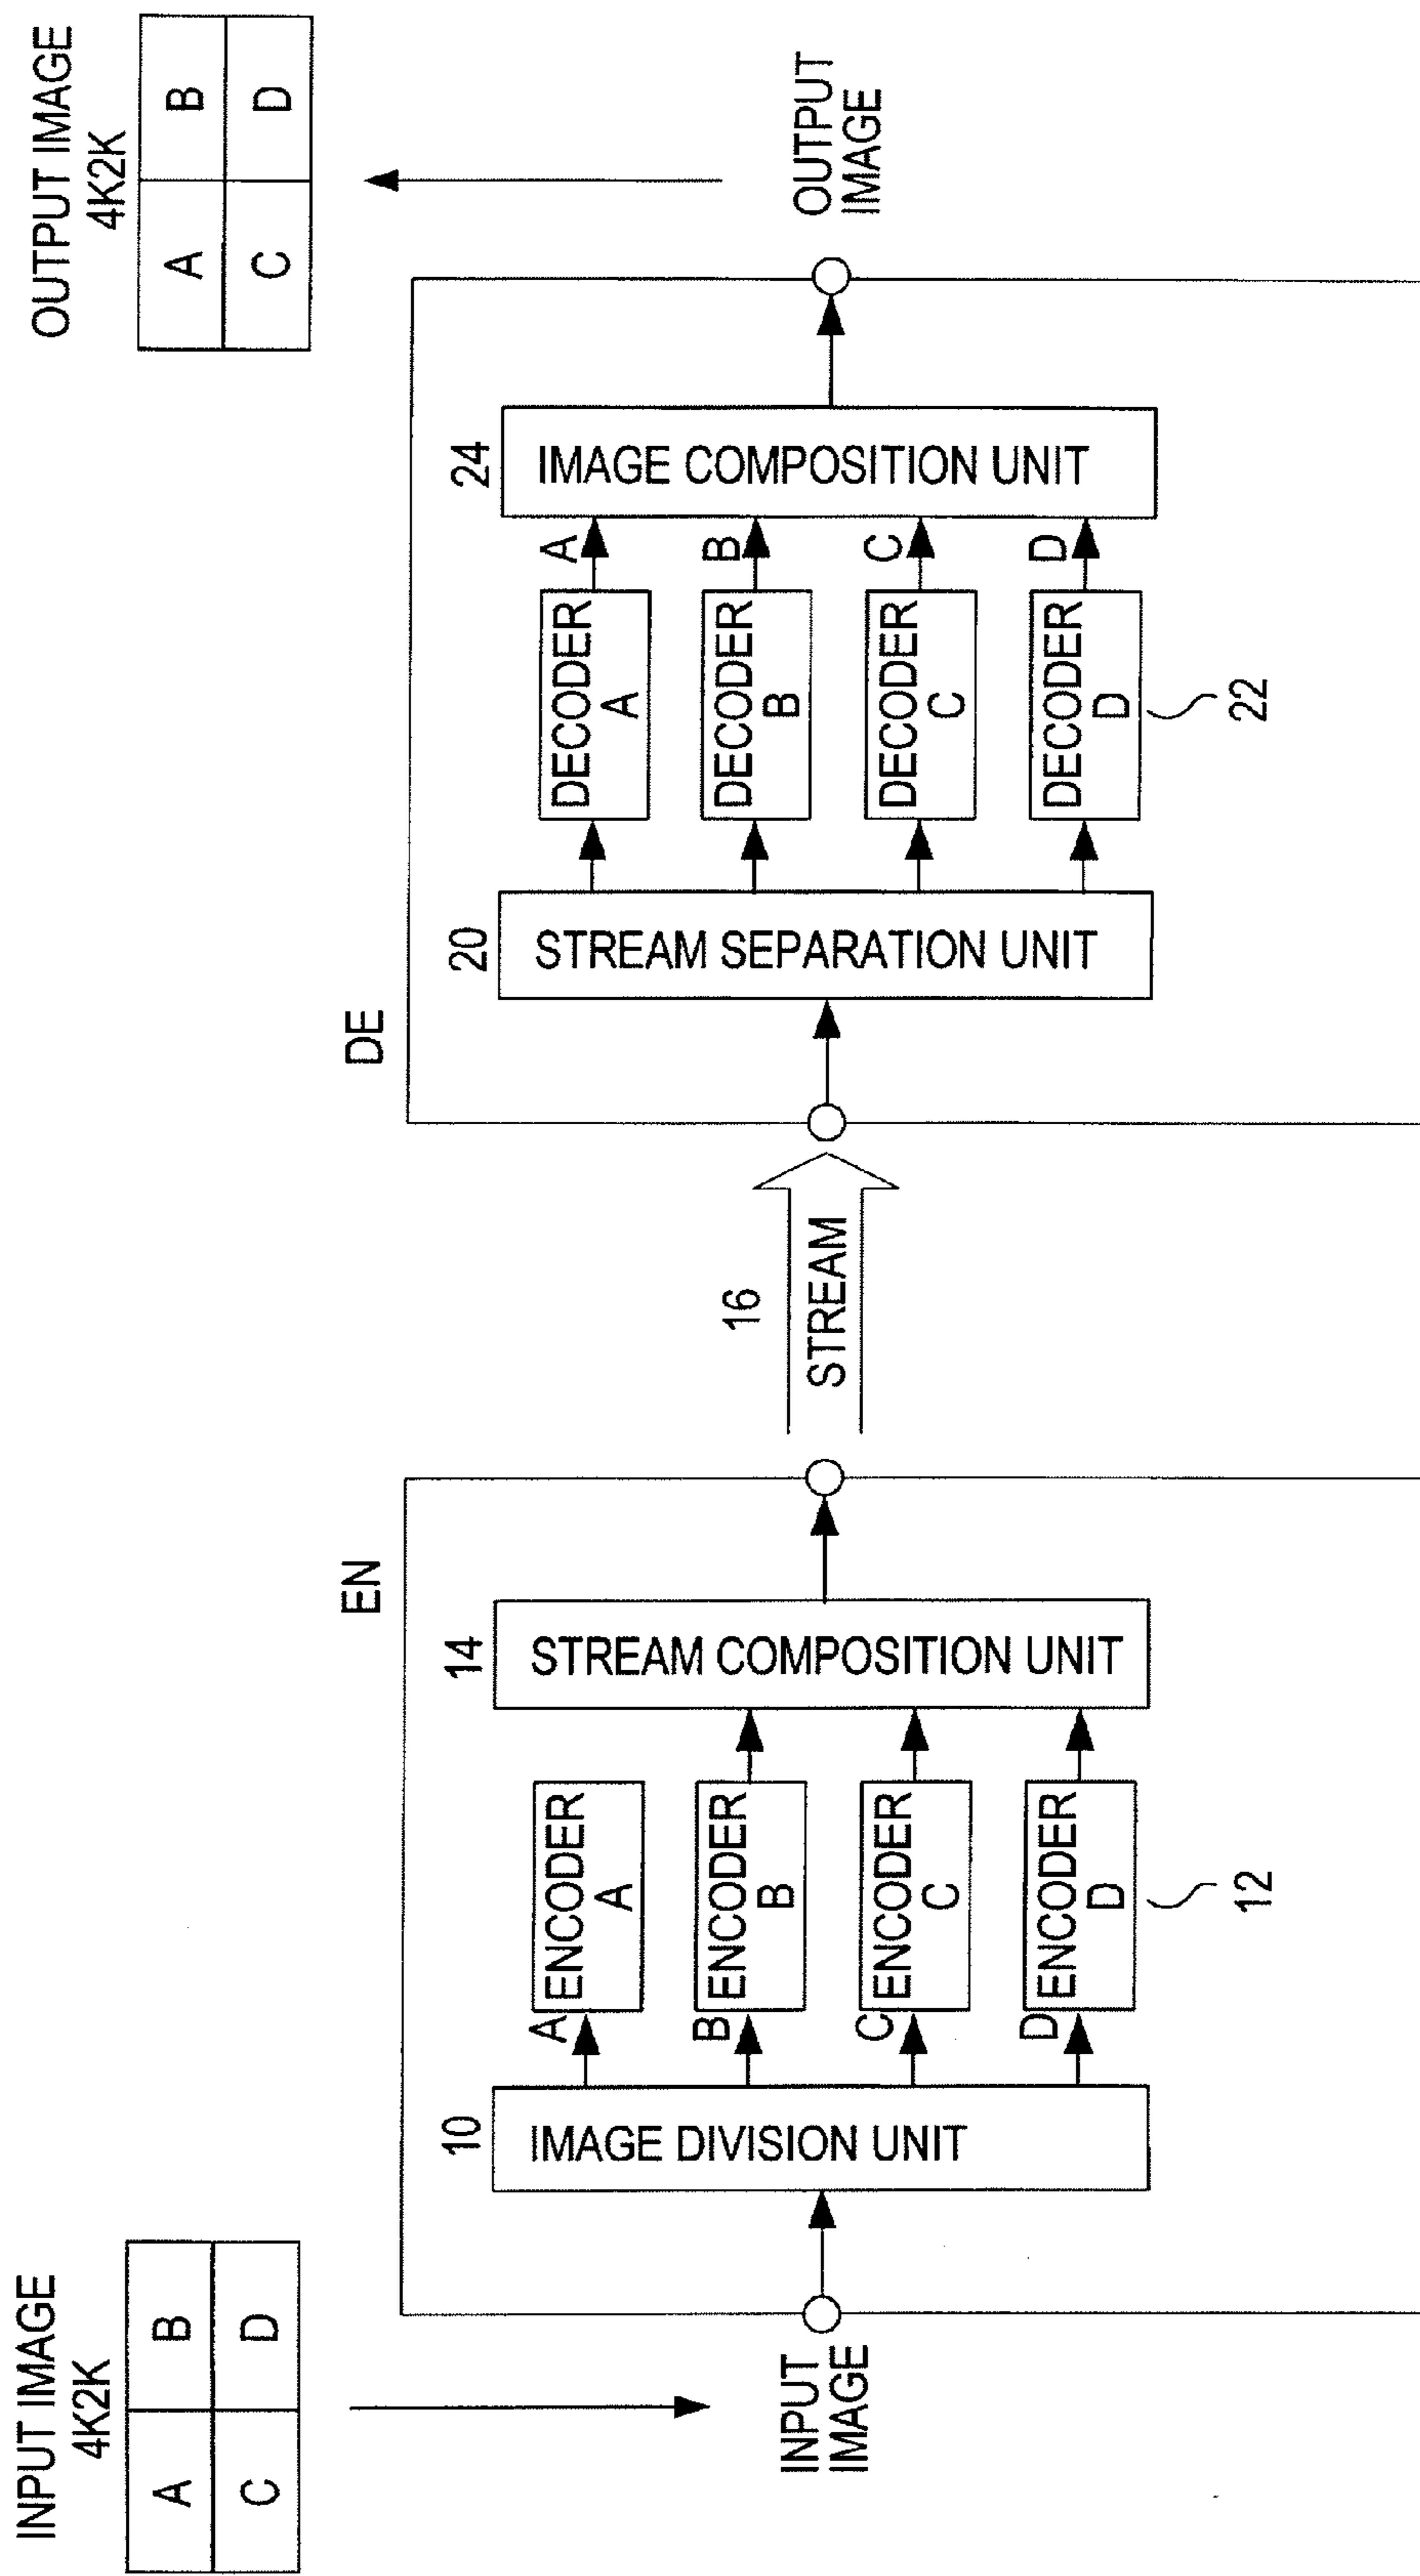 INPUT IMAGE
4K2K
A
B
C
D
INPUT
IMAGE
EN
10
IMAGE DIVISION UNIT
A
ENCODER
A
B
ENCODER
B
C
ENCODER
C
D
ENCODER
D
12
14
STREAM COMPOSITION UNIT
16
STREAM
DE
20
STREAM SEPARATION UNIT
DECODER
A
A
DECODER
B
B
DECODER
C
C
DECODER
D
D
22
24
IMAGE COMPOSITION UNIT
OUTPUT
IMAGE
OUTPUT IMAGE
4K2K
A
B
C
D